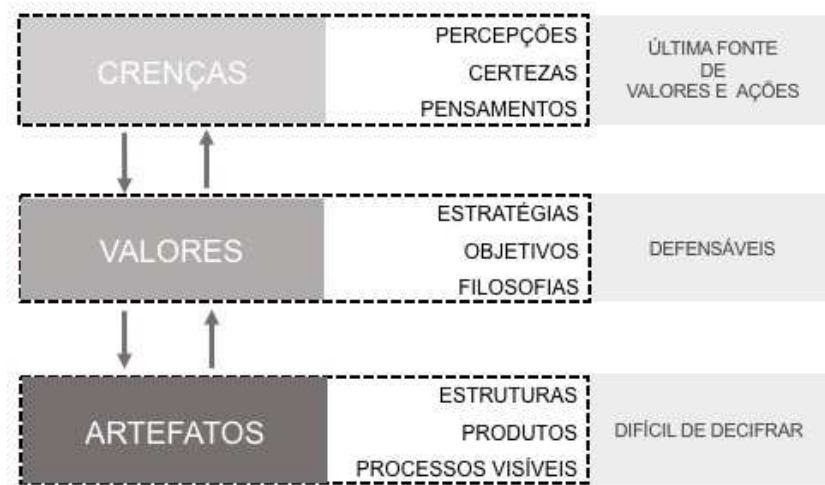 CRENÇAS
PERCEPÇÕES
CERTEZAS
PENSAMENTOS
ÚLTIMA FONTE
DE
VALORES E AÇÕES
VALORES
ESTRATÉGIAS
OBJETIVOS
FILOSOFIAS
DEFENSÁVEIS
ARTEFATOS
ESTRUTURAS
PRODUTOS
PROCESSOS VISÍVEIS
DIFÍCIL DE DECIFRAR